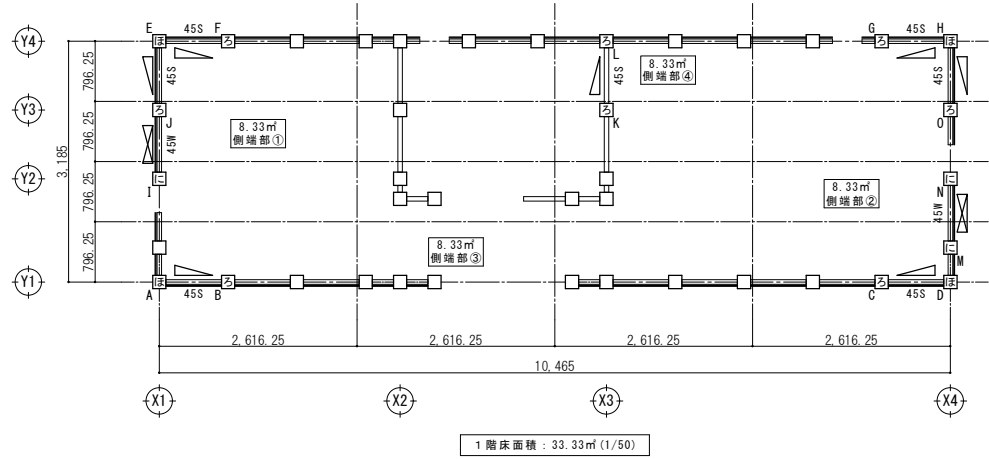 E 45S F G 45S H
Y4 ほ ろ ろ ろ ほ
L
8.33㎡
側端部④
796.25 45S 45S 45S
Y3 ろ ろ ろ
J K O
8.33㎡
側端部①
796.25 45W
3,185
Y2 に に
I N
8.33㎡
側端部②
796.25 45W
8.33㎡
側端部③
に
M
796.25
Y1 ほ ろ ろ ほ
A 45S B C 45S D
2,616.25 2,616.25 2,616.25 2,616.25
10,465
X1 X2 X3 X4
1階床面積：33.33㎡(1/50)